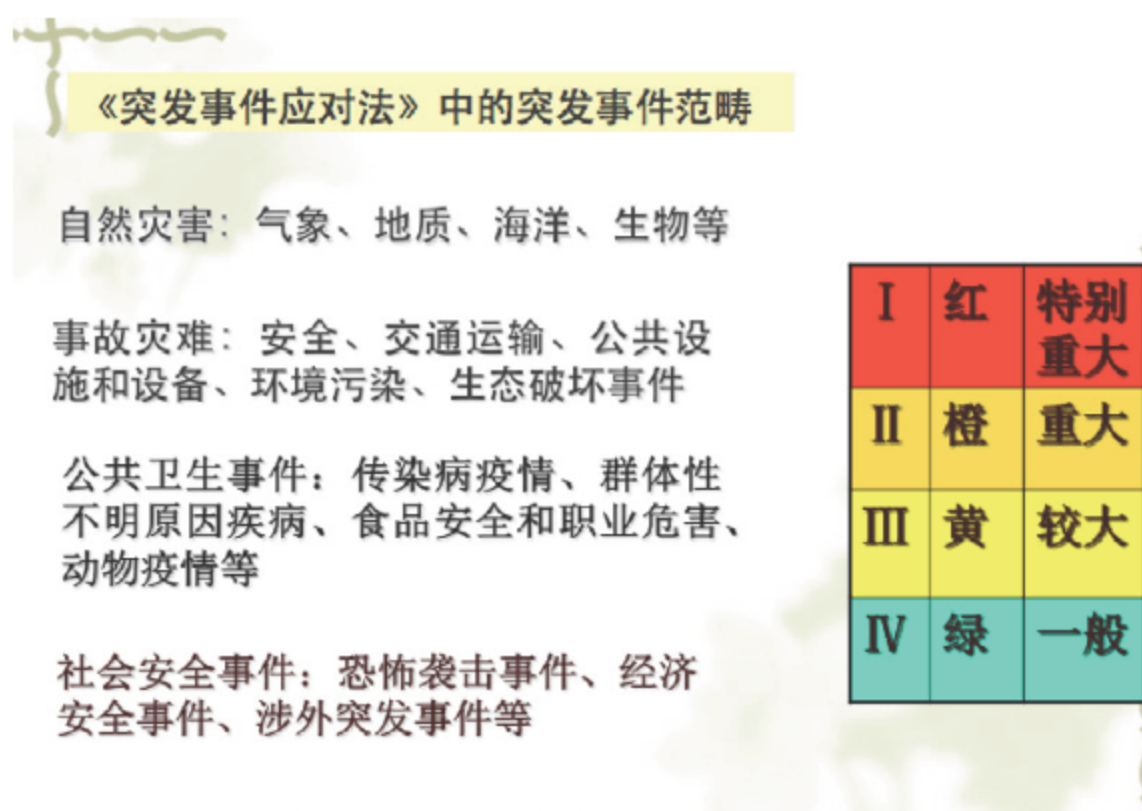 《突发事件应对法》中的突发事件范畴
自然灾害：气象、地质、海洋、生物等
事故灾难：安全、交通运输、公共设
施和设备、环境污染、生态破坏事件
公共卫生事件：传染病疫情、群体性
不明原因疾病、食品安全和职业危害、
动物疫情等
社会安全事件：恐怖袭击事件、经济
安全事件、涉外突发事件等
Ⅰ 红 特别
重大
Ⅱ 橙 重大
Ⅲ 黄 较大
Ⅳ 绿 一般